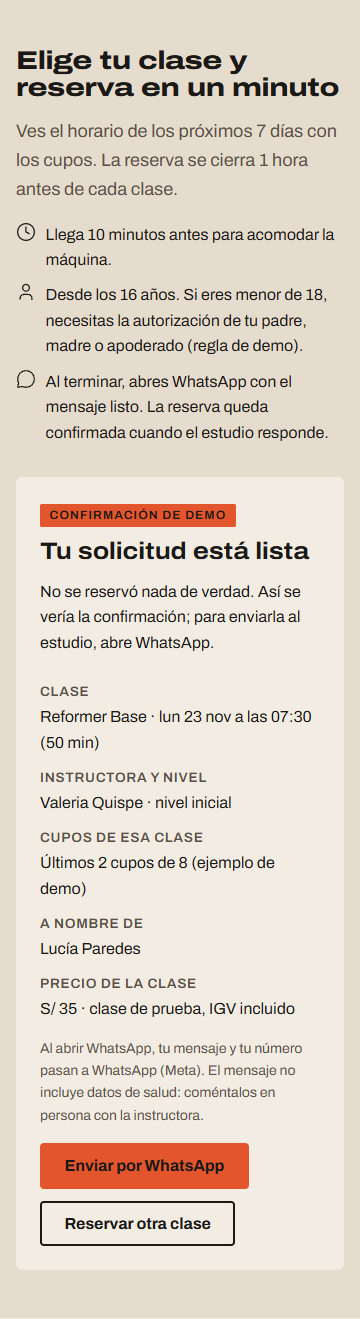 Elige tu clase y
reserva en un minuto
Ves el horario de los próximos 7 días con
los cupos. La reserva se cierra 1 hora
antes de cada clase.
Llega 10 minutos antes para acomodar la
máquina.
Desde los 16 años. Si eres menor de 18,
necesitas la autorización de tu padre,
madre o apoderado (regla de demo).
Al terminar, abres WhatsApp con el
mensaje listo. La reserva queda
confirmada cuando el estudio responde.
CONFIRMACIÓN DE DEMO
Tu solicitud está lista
No se reservó nada de verdad. Así se
vería la confirmación; para enviarla al
estudio, abre WhatsApp.
CLASE
Reformer Base · lun 23 nov a las 07:30
(50 min)
INSTRUCTORA Y NIVEL
Valeria Quispe · nivel inicial
CUPOS DE ESA CLASE
Últimos 2 cupos de 8 (ejemplo de
demo)
A NOMBRE DE
Lucía Paredes
PRECIO DE LA CLASE
S/ 35 · clase de prueba, IGV incluido
Al abrir WhatsApp, tu mensaje y tu número
pasan a WhatsApp (Meta). El mensaje no
incluye datos de salud: coméntalos en
persona con la instructora.
Enviar por WhatsApp
Reservar otra clase